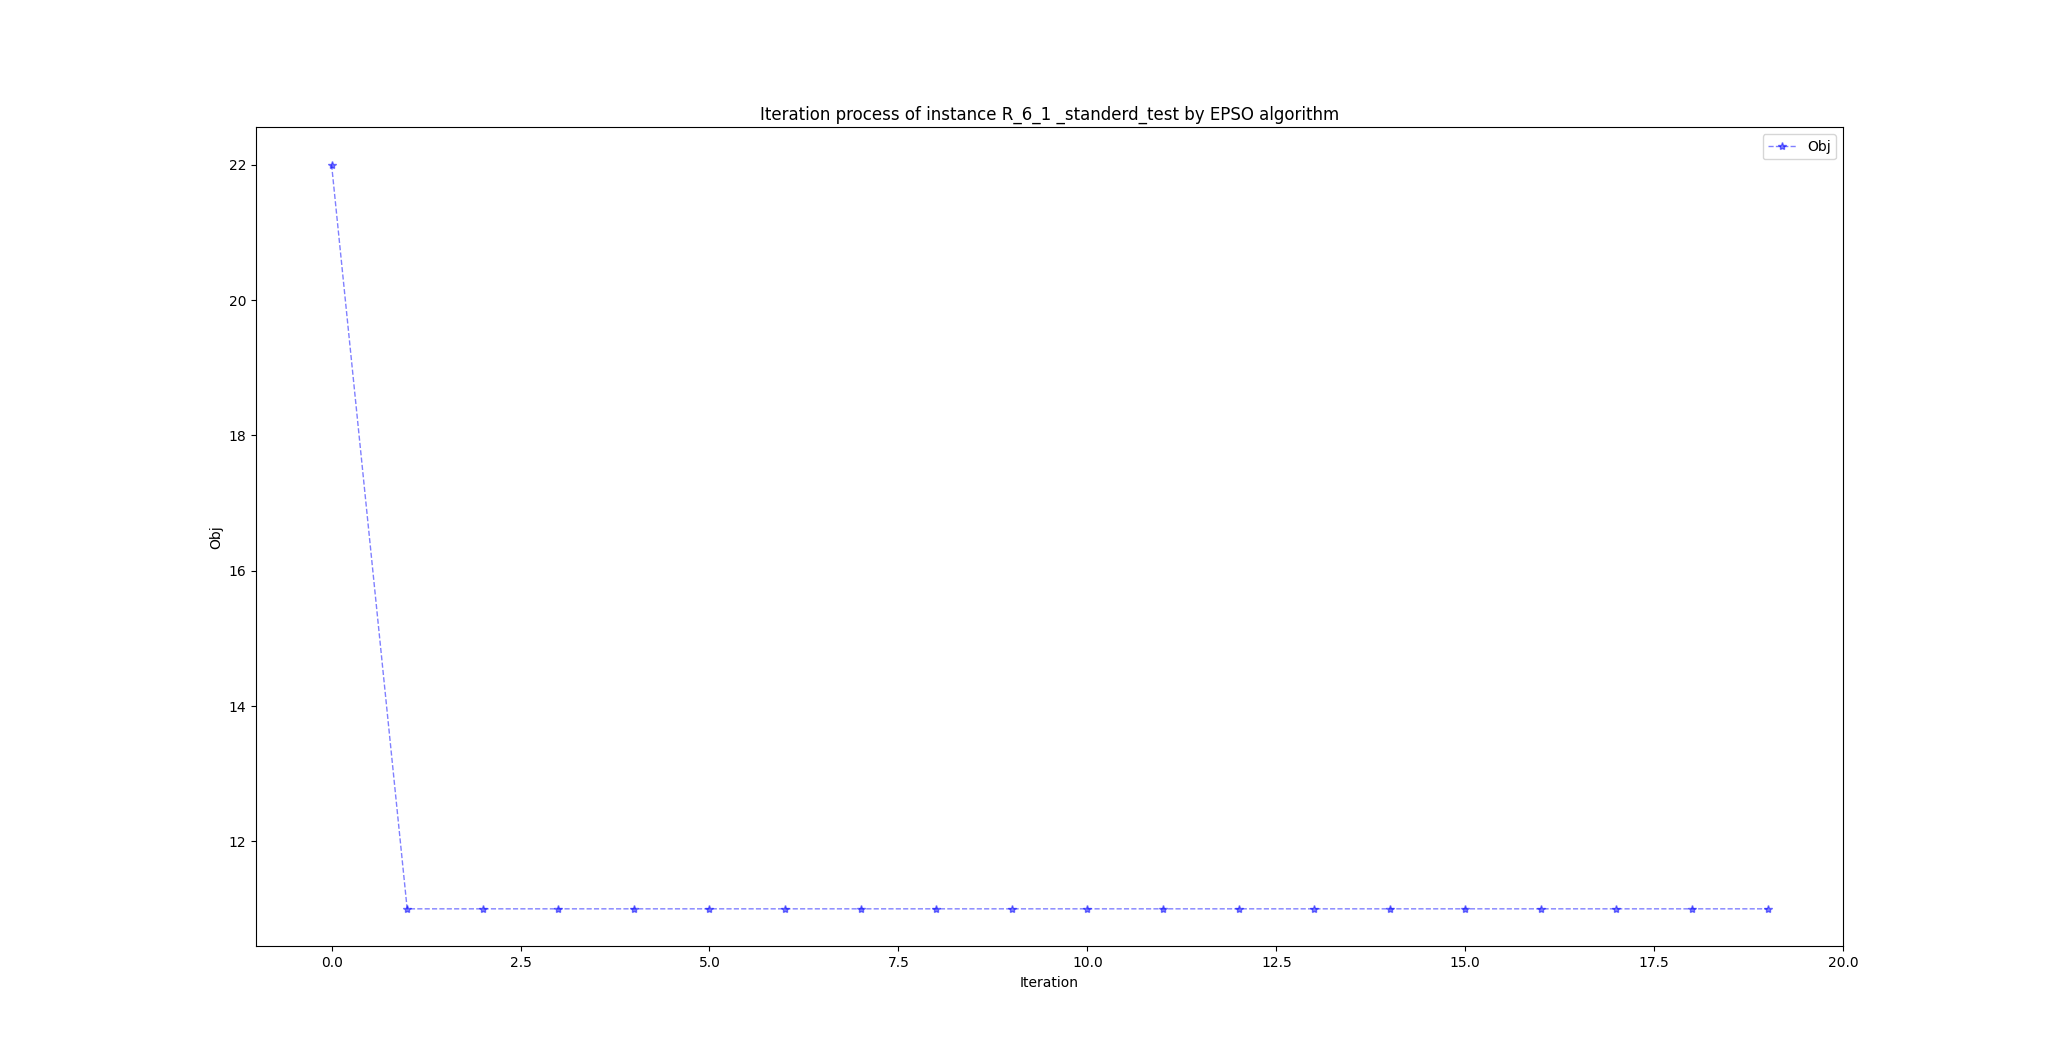 Iteration process of instance R_6_1 _standerd_test by EPSO algorithm
Obj
22
20
18
16
14
12
Obj
0.0 2.5 5.0 7.5 10.0 12.5 15.0 17.5 20.0
Iteration